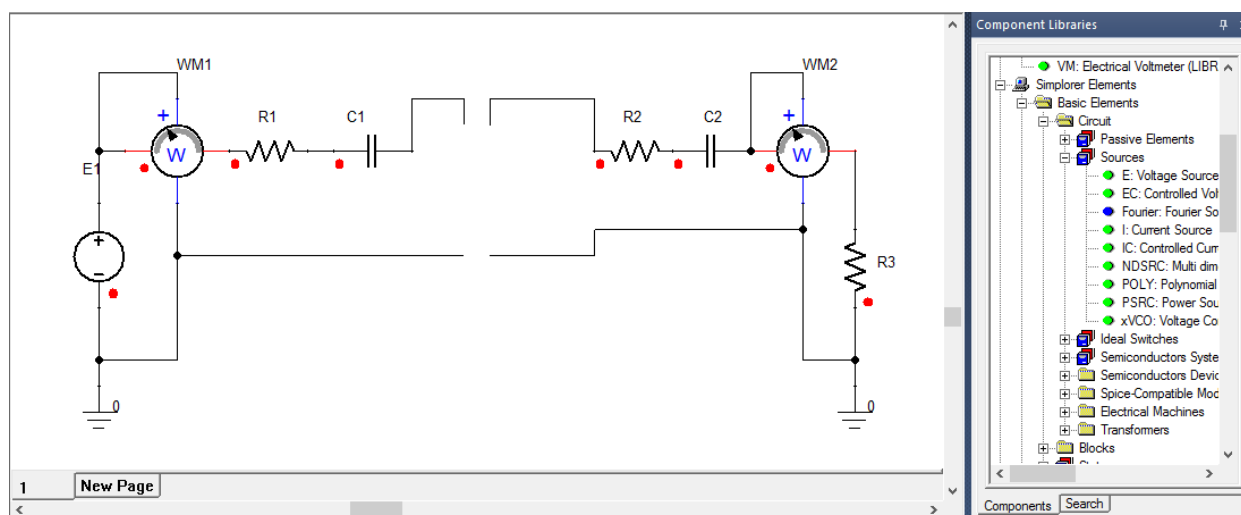 WM1
WM2
R1
C1
R2
C2
+
W
+
W
E1
+
−
R3
0
0
1
New Page
Component Libraries
VM: Electrical Voltmeter (LIBR
Simplorer Elements
Basic Elements
Circuit
Passive Elements
Sources
E: Voltage Source
EC: Controlled Volt
Fourier: Fourier So
I: Current Source
IC: Controlled Curr
NDSRC: Multi dime
POLY: Polynomial
PSRC: Power Sou
xVCO: Voltage Co
Ideal Switches
Semiconductors Syste
Semiconductors Devic
Spice-Compatible Mod
Electrical Machines
Transformers
Blocks
Components
Search